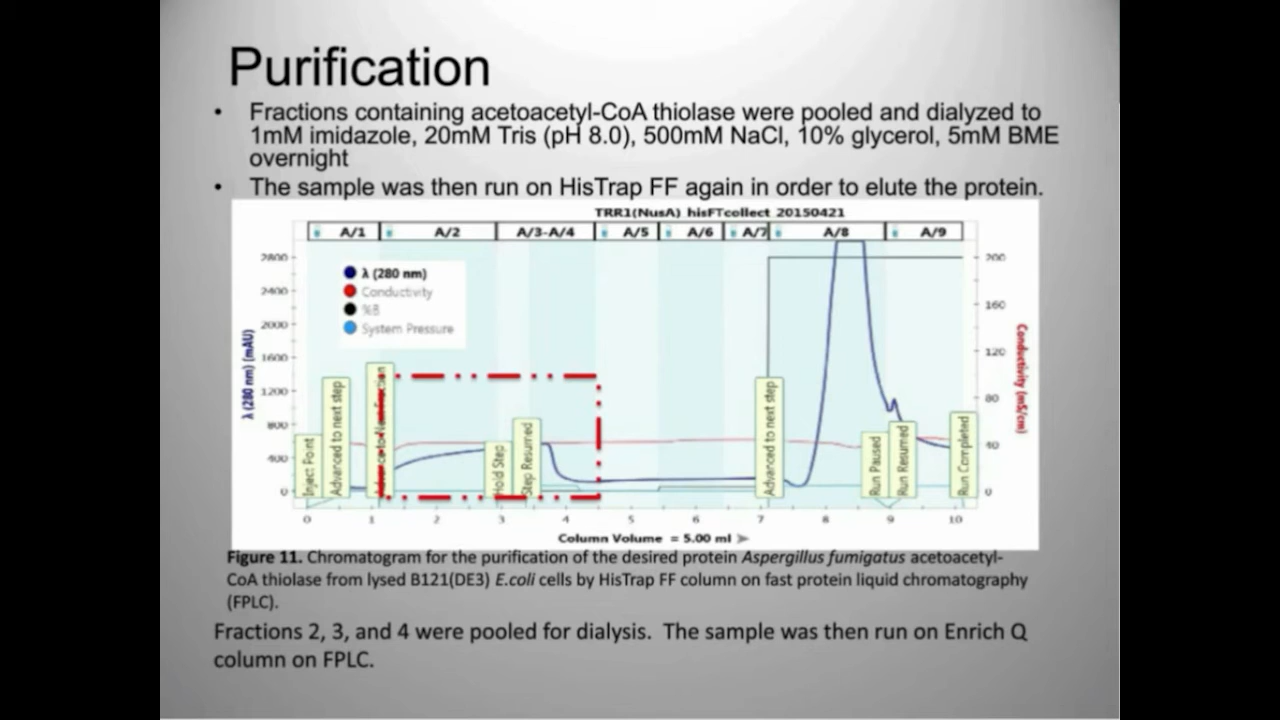 Purification
• Fractions containing acetoacetyl-CoA thiolase were pooled and dialyzed to
1mM imidazole, 20mM Tris (pH 8.0), 500mM NaCl, 10% glycerol, 5mM BME
overnight
• The sample was then run on HisTrap FF again in order to elute the protein.
TRR1(NusA) hisFTcollect 20150421
A/1 A/2 A/3-A/4 A/5 A/6 A/7 A/8 A/9
2800
2400
2000
1600
1200
800
400
0
λ (280 nm) (mAU)
λ (280 nm)
Conductivity
%B
System Pressure
Inject Point
Advanced to next step
Hold Step
Step Resumed
Advanced to next step
Run Paused
Run Resumed
Run Completed
200
160
120
80
40
0
Conductivity (mS/cm)
0 1 2 3 4 5 6 7 8 9 10
Column Volume = 5.00 ml
Figure 11. Chromatogram for the purification of the desired protein Aspergillus fumigatus acetoacetyl-
CoA thiolase from lysed B121(DE3) E.coli cells by HisTrap FF column on fast protein liquid chromatography
(FPLC).
Fractions 2, 3, and 4 were pooled for dialysis. The sample was then run on Enrich Q
column on FPLC.